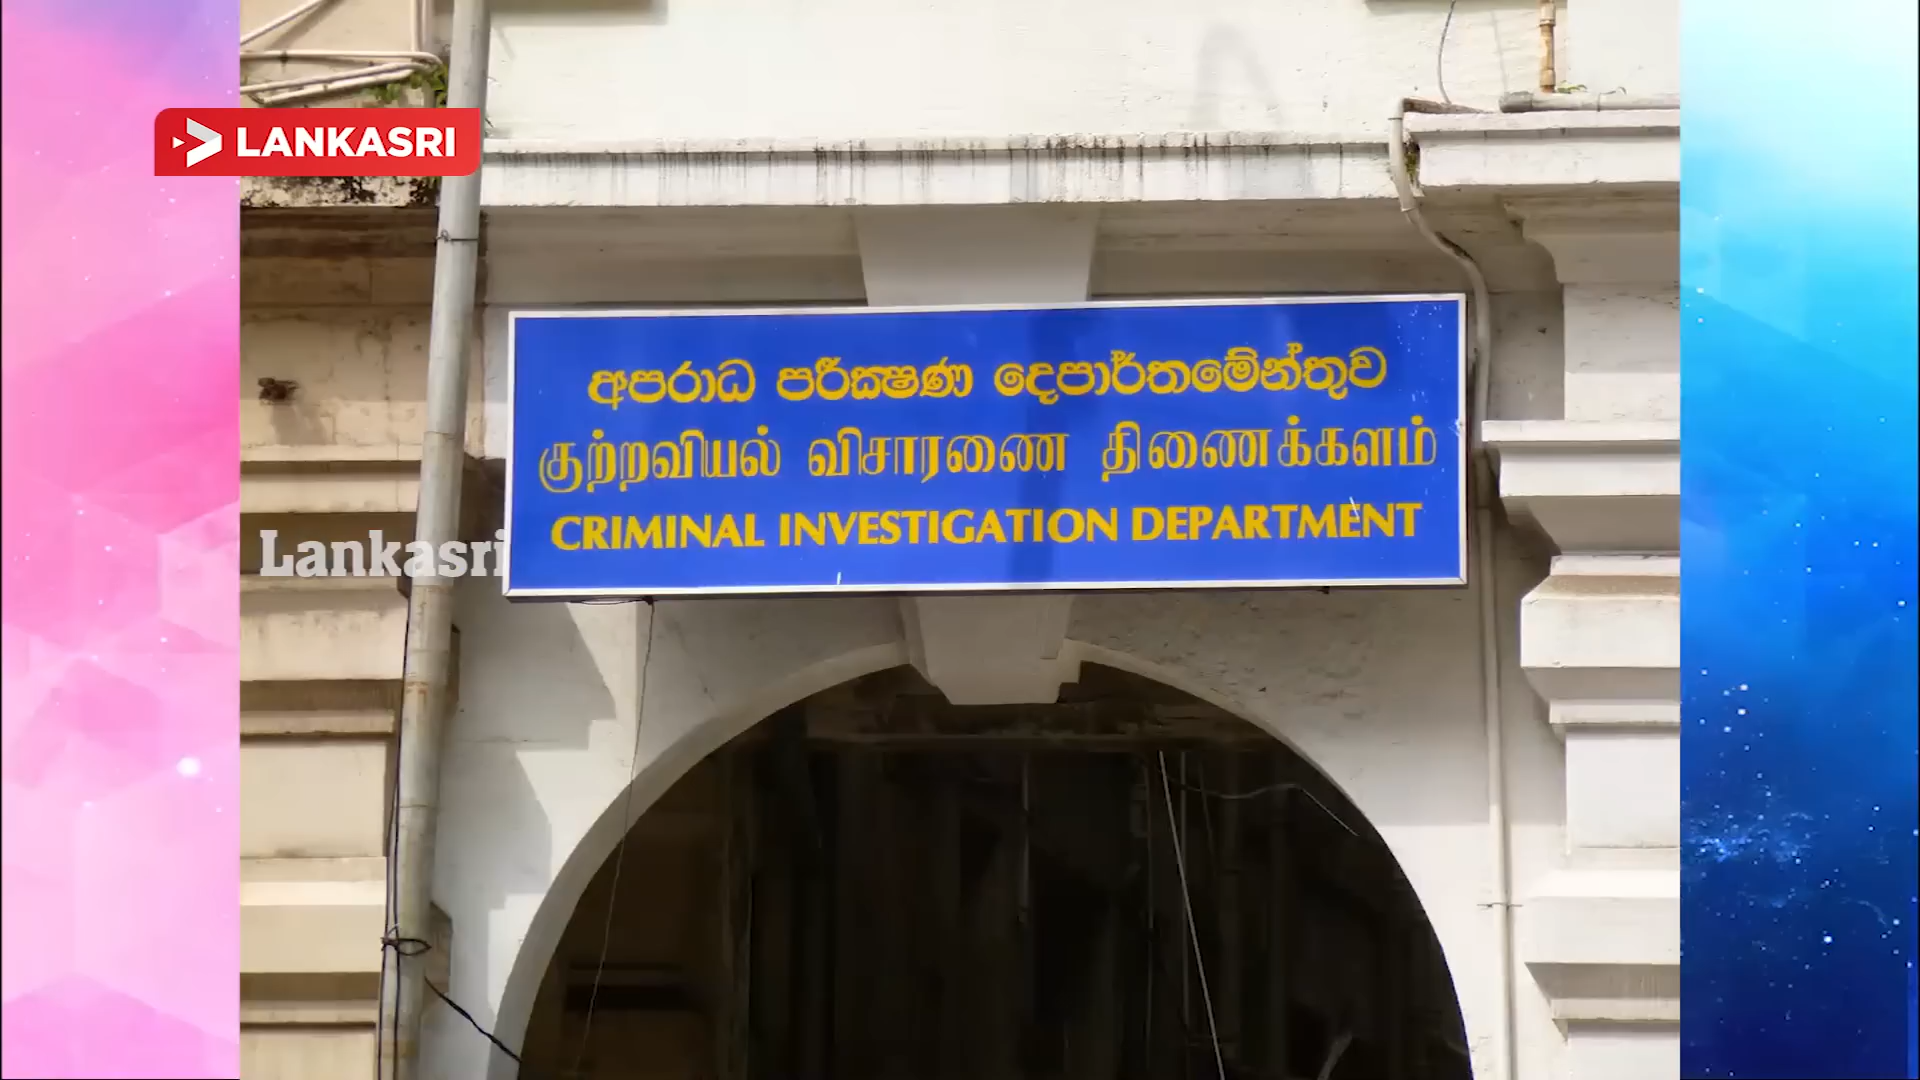 LANKASRI
අපරාධ පරීක්ෂණ දෙපාර්තමේන්තුව
குற்றவியல் விசாரணை திணைக்களம்
CRIMINAL INVESTIGATION DEPARTMENT
Lankasri